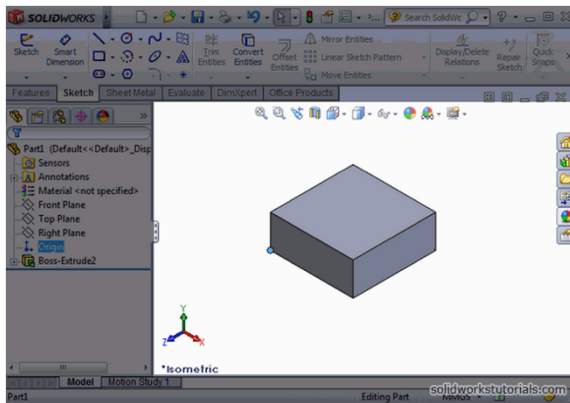 SOLIDWORKS
Search SolidWc
Sketch
Smart Dimension
Trim Entities
Convert Entities
Offset Entities
Mirror Entities
Linear Sketch Pattern
Move Entities
Display/Delete Relations
Repair Sketch
Quick Snaps
Features Sketch Sheet Metal Evaluate DimXpert Office Products
Part1 (Default<<Default>_Disp
Sensors
Annotations
Material <not specified>
Front Plane
Top Plane
Right Plane
Origin
Boss-Extrude2
Y
Z X
*Isometric
Model Motion Study 1
solidworkstutorials.com
Part1 Editing Part MMGS